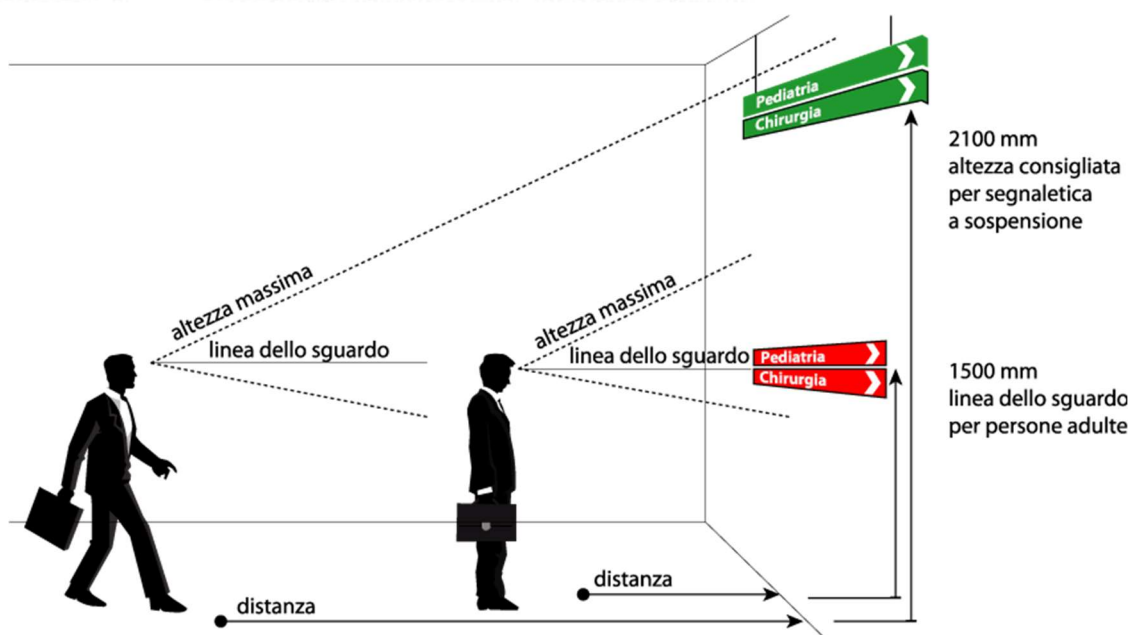 Pediatria
Chirurgia
2100 mm
altezza consigliata
per segnaletica
a sospensione
altezza massima
altezza massima
linea dello sguardo
linea dello sguardo
Pediatria
Chirurgia
1500 mm
linea dello sguardo
per persone adulte
distanza
distanza